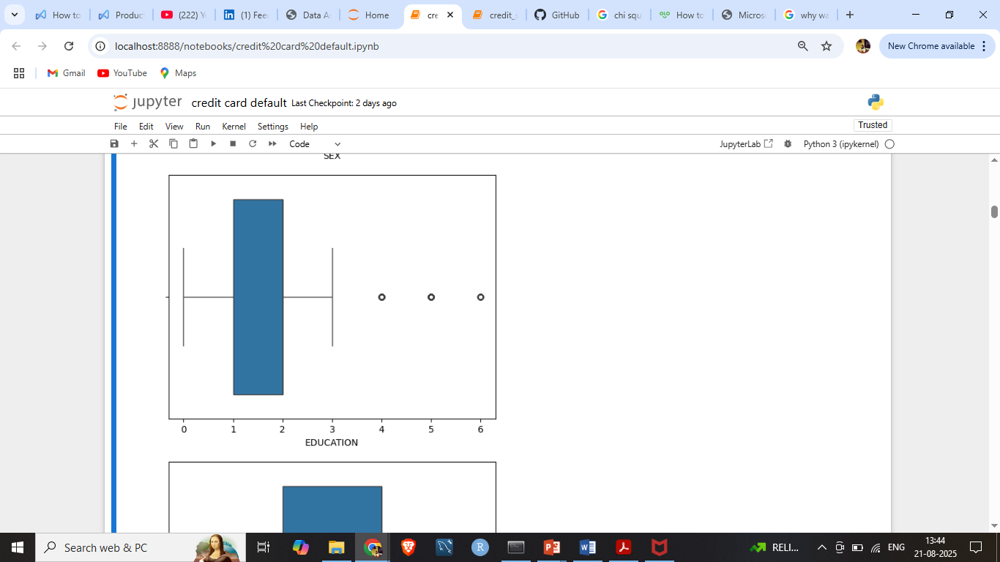 How to
Produc
(222) Y
(1) Fee
Data A
Home
cre
credit_
GitHub
chi squ
OLO How to
Micros
why wa
localhost:8888/notebooks/credit%20card%20default.ipynb
New Chrome available
Gmail YouTube Maps
jupyter credit card default Last Checkpoint: 2 days ago
File Edit View Run Kernel Settings Help Trusted
Code JupyterLab Python 3 (ipykernel)
SEX
0 1 2 3 4 5 6
EDUCATION
Search web & PC
RELI...
ENG
13:44
21-08-2025